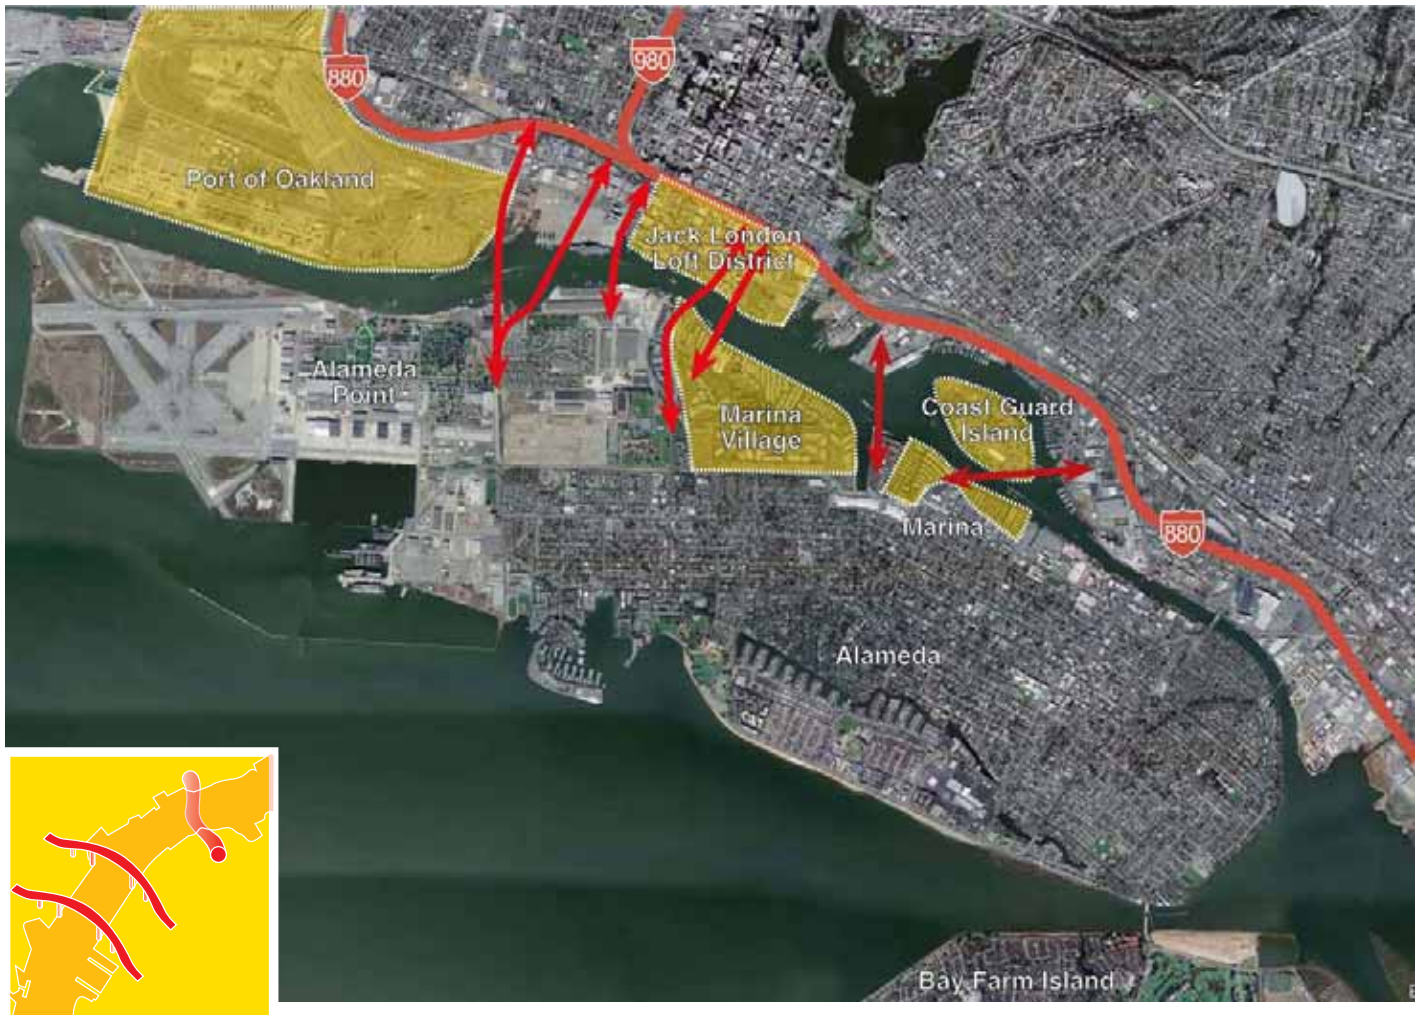 880
980
Port of Oakland
Jack London
Loft District
Alameda
Point
Marina
Village
Coast Guard
Island
Marina
880
Alameda
Bay Farm Island